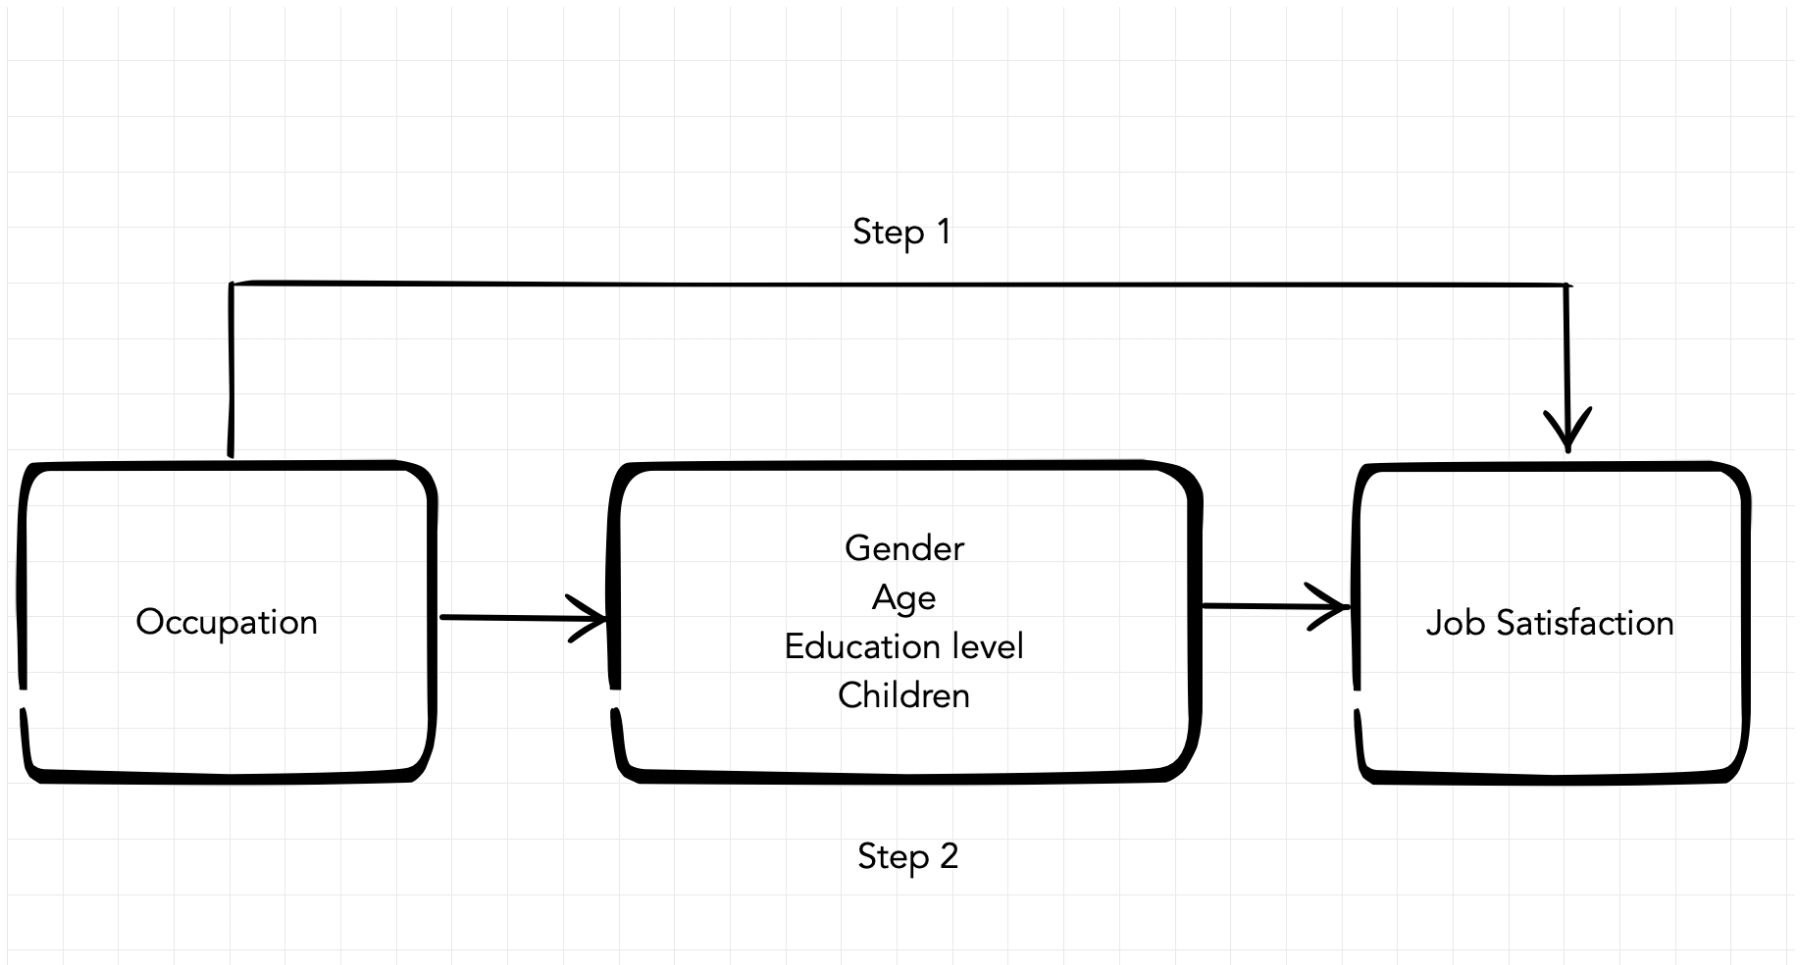 Step 1
Occupation
Gender
Age
Education level
Children
Job Satisfaction
Step 2